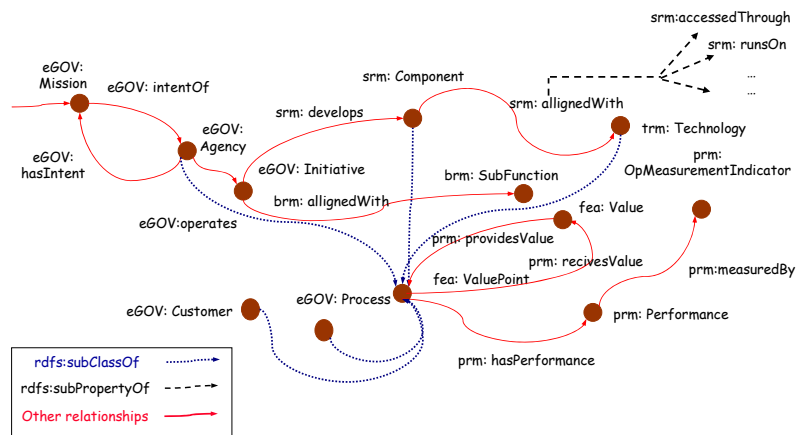 srm:accessedThrough
srm: runsOn
...
...
eGOV:
Mission
eGOV: intentOf
srm: Component
srm: develops
srm: allignedWith
eGOV:
Agency
trm: Technology
eGOV:
hasIntent
eGOV: Initiative
brm: SubFunction
prm:
OpMeasurementIndicator
brm: allignedWith
fea: Value
eGOV:operates
prm: providesValue
prm: recivesValue
prm:measuredBy
fea: ValuePoint
eGOV: Process
eGOV: Customer
prm: Performance
prm: hasPerformance
rdfs:subClassOf
rdfs:subPropertyOf
Other relationships